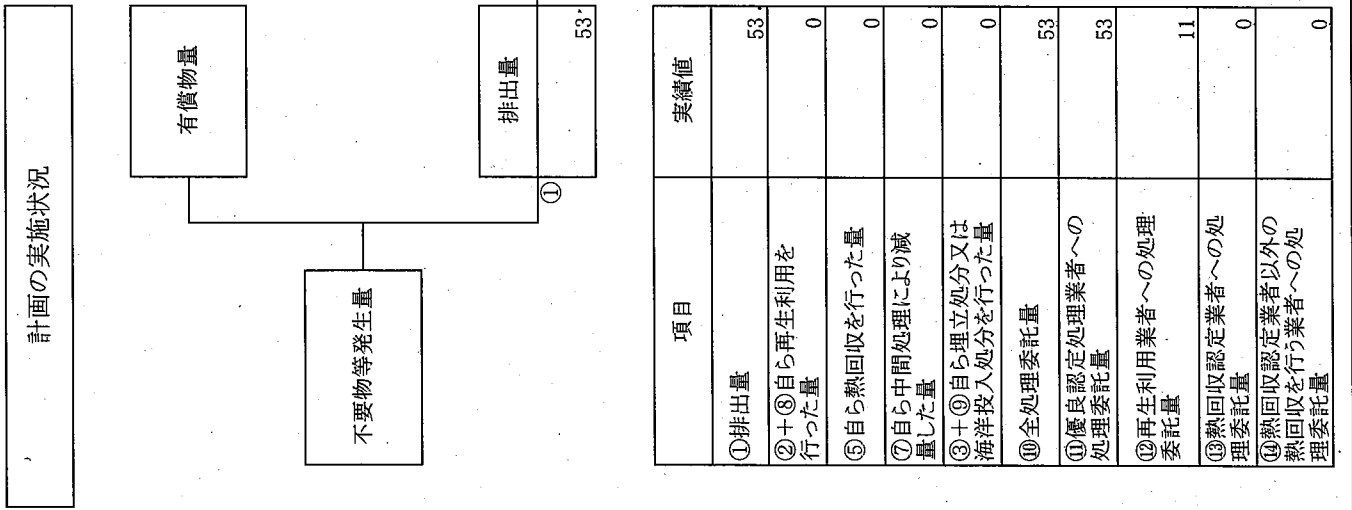 計画の実施状況
不要物等発生量
有償物量
排出量
53
①
項目
実績値
①排出量
53
②+⑧自ら再生利用を
行った量
0
⑤自ら熱回収を行った量
0
⑦自ら中間処理により減
量した量
0
③+⑨自ら埋立処分又は
海洋投入処分を行った量
0
⑩全処理委託量
53
⑪優良認定処理業者への
処理委託量
53
⑫再生利用業者への処理
委託量
11
⑬熱回収認定業者への処
理委託量
0
⑭熱回収認定業者以外の
熱回収を行う業者への処
理委託量
0